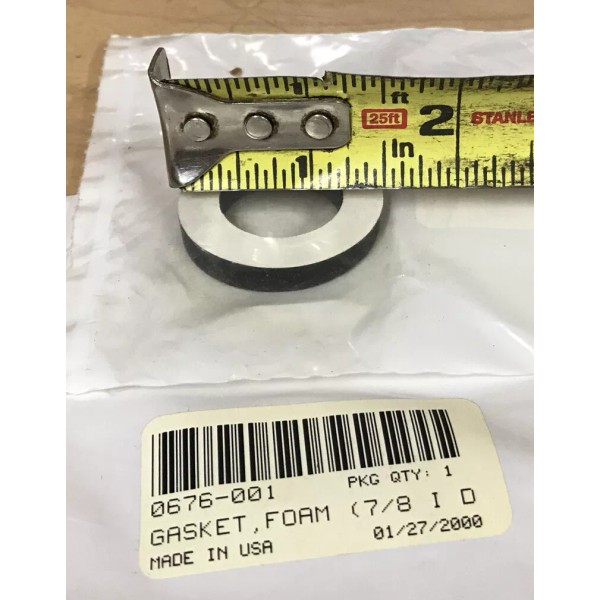 1 ft
25ft 2 STANLE
1 in
0676-001 PKG QTY: 1
GASKET,FOAM (7/8 I D
MADE IN USA 01/27/2000